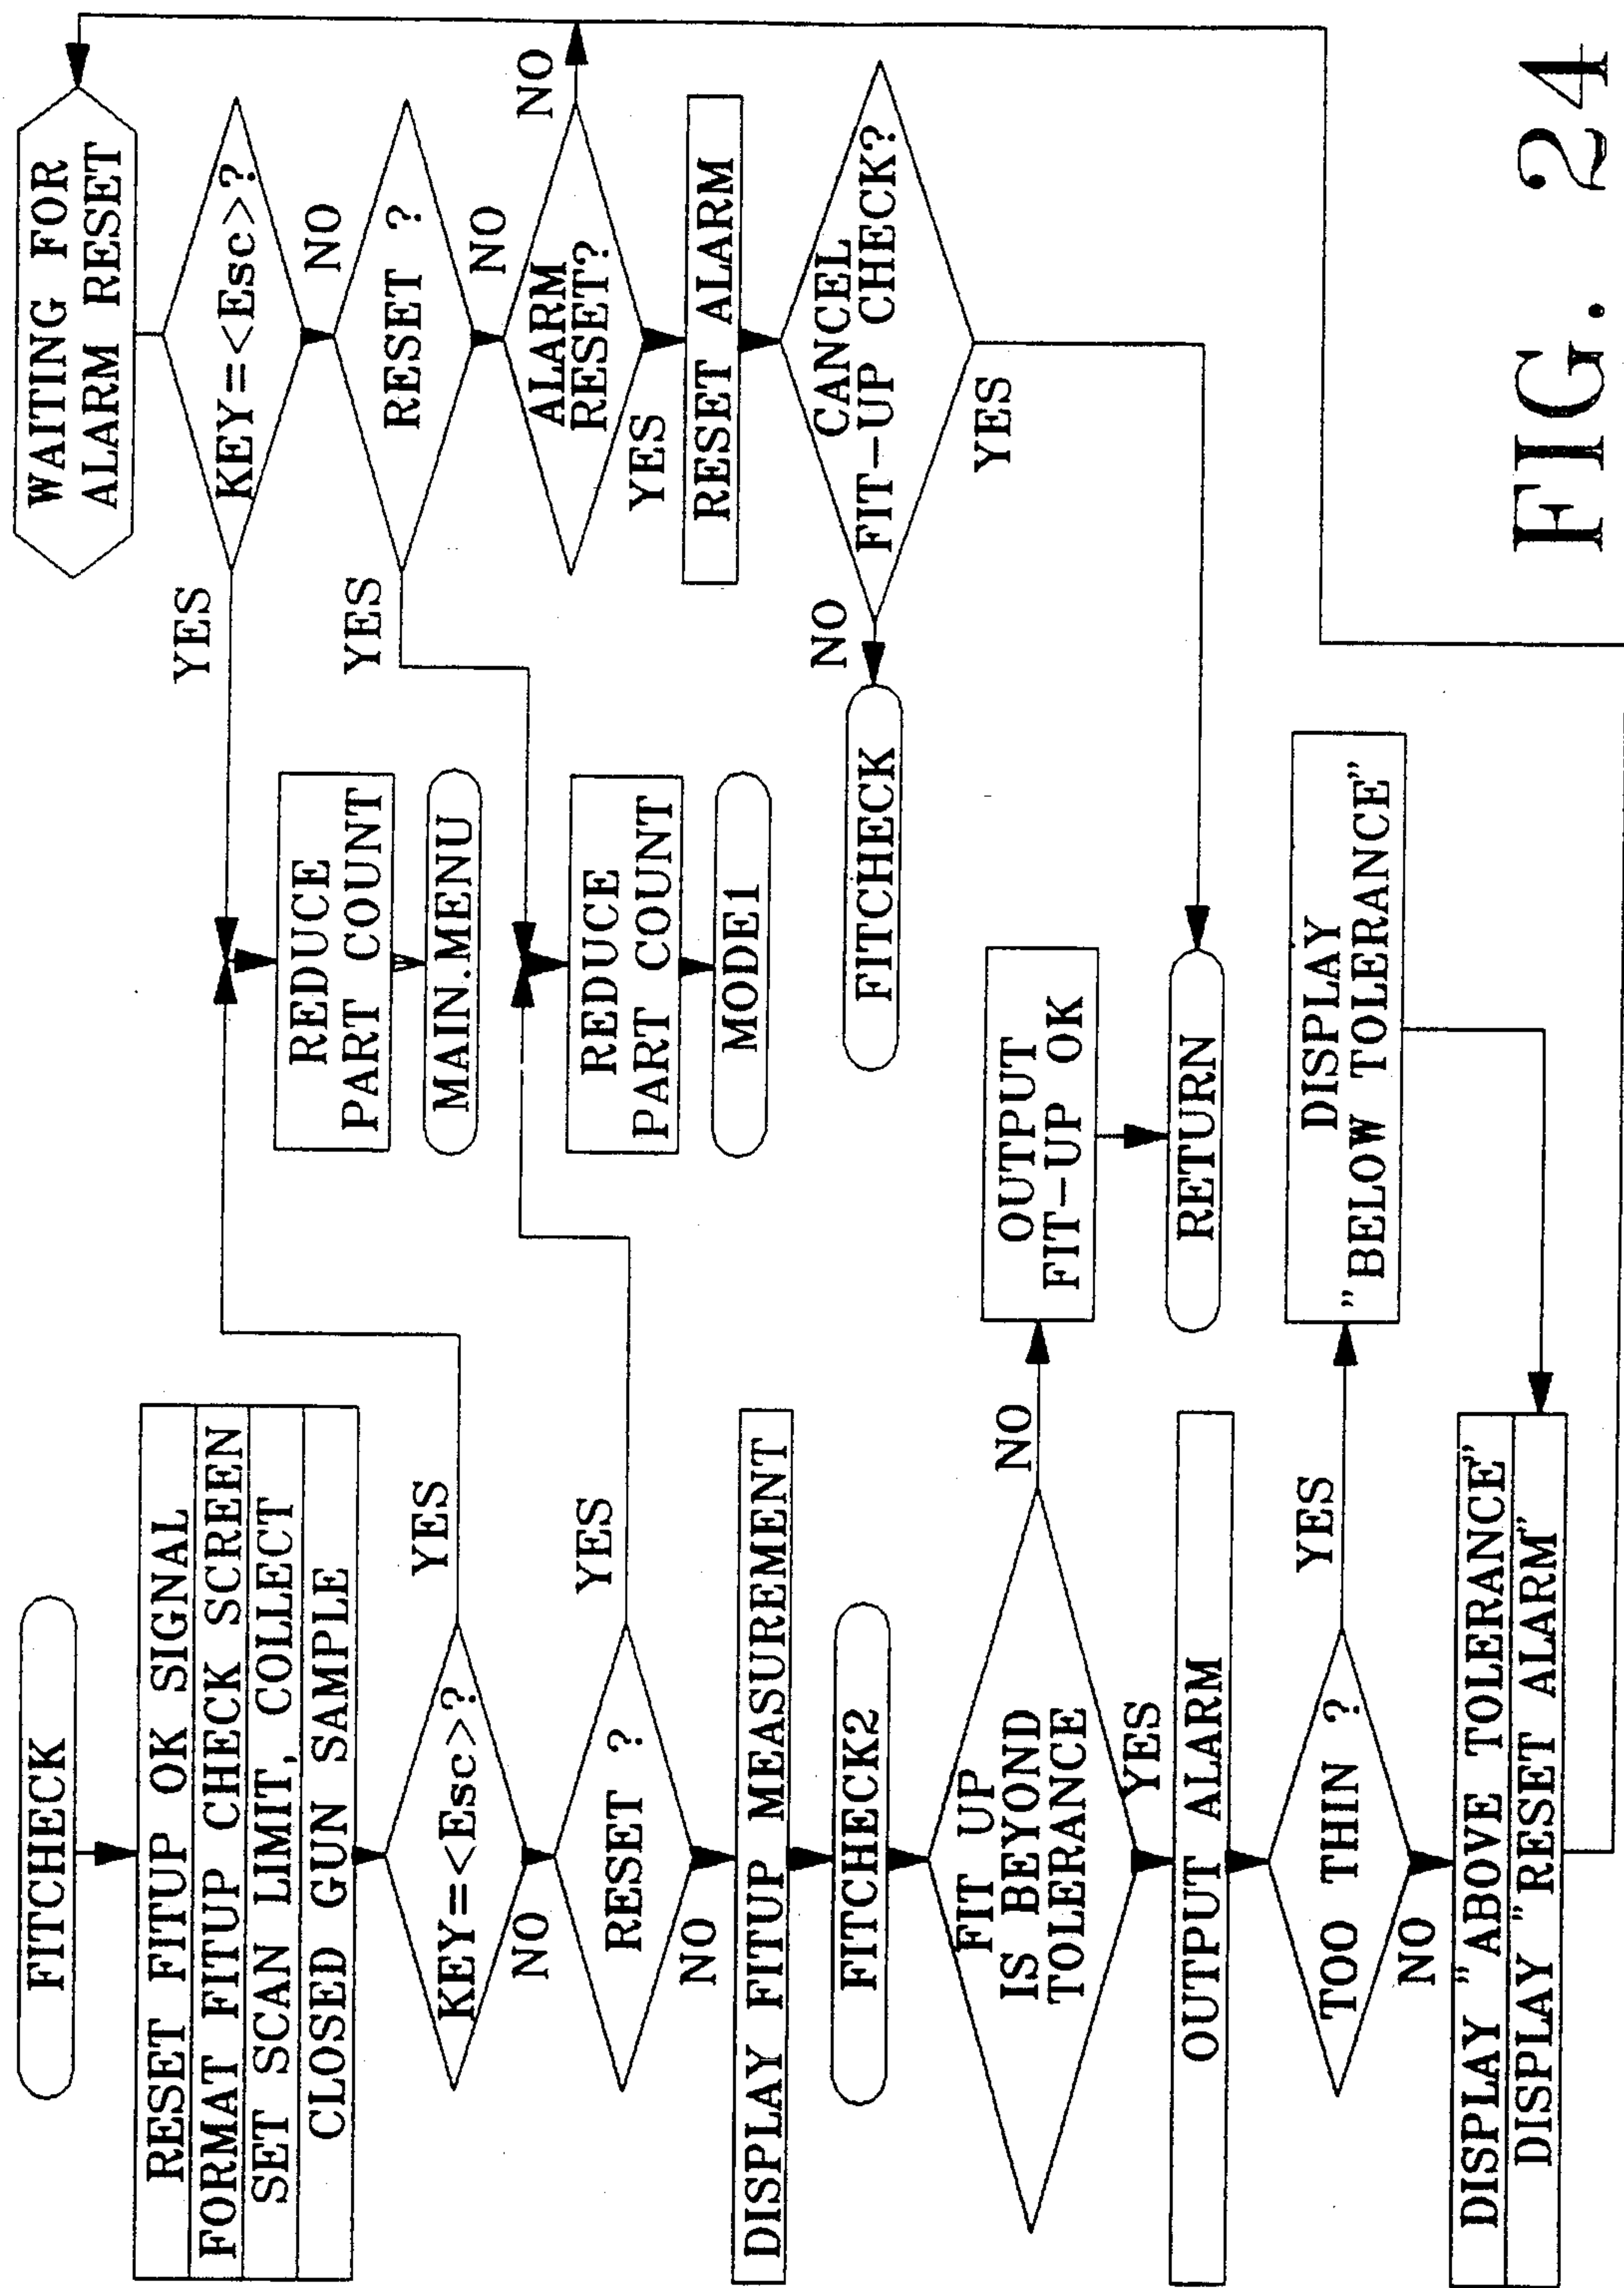 FITCHECK
RESET FITUP OK SIGNAL
FORMAT FITUP CHECK SCREEN
SET SCAN LIMIT, COLLECT
CLOSED GUN SAMPLE
KEY=<Esc>?
YES
NO
RESET ?
YES
NO
DISPLAY FITUP MEASUREMENT
FITCHECK2
FIT UP
IS BEYOND
TOLERANCE
NO
YES
OUTPUT ALARM
TOO THIN ?
YES
NO
DISPLAY "ABOVE TOLERANCE"
DISPLAY "RESET ALARM"
REDUCE
PART COUNT
MAIN.MENU
REDUCE
PART COUNT
MODE1
OUTPUT
FIT-UP OK
RETURN
DISPLAY
"BELOW TOLERANCE"
WAITING FOR
ALARM RESET
KEY=<Esc>?
YES
NO
RESET ?
YES
NO
ALARM
RESET?
NO
YES
RESET ALARM
CANCEL
FIT-UP CHECK?
NO
YES
FITCHECK
FIG. 24